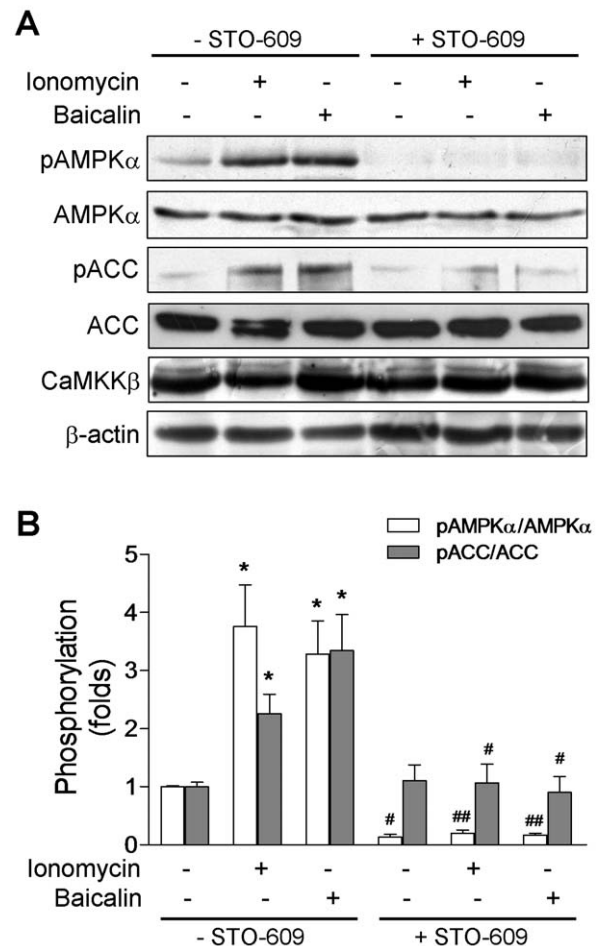 A
- STO-609 + STO-609
Ionomycin - + - - + -
Baicalin - - + - - +
pAMPKα
AMPKα
pACC
ACC
CaMKKβ
β-actin
B
pAMPKα/AMPKα
pACC/ACC
Phosphorylation
(folds)
5
4
3
2
1
0
* * * *
# ## # ## #
Ionomycin - + - - + -
Baicalin - - + - - +
- STO-609 + STO-609